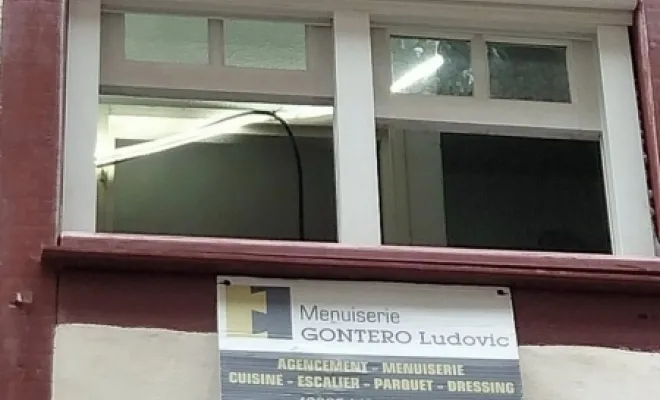 Menuiserie
GONTERO Ludovic
AGENCEMENT - MENUISERIE
CUISINE - ESCALIER - PARQUET - DRESSING